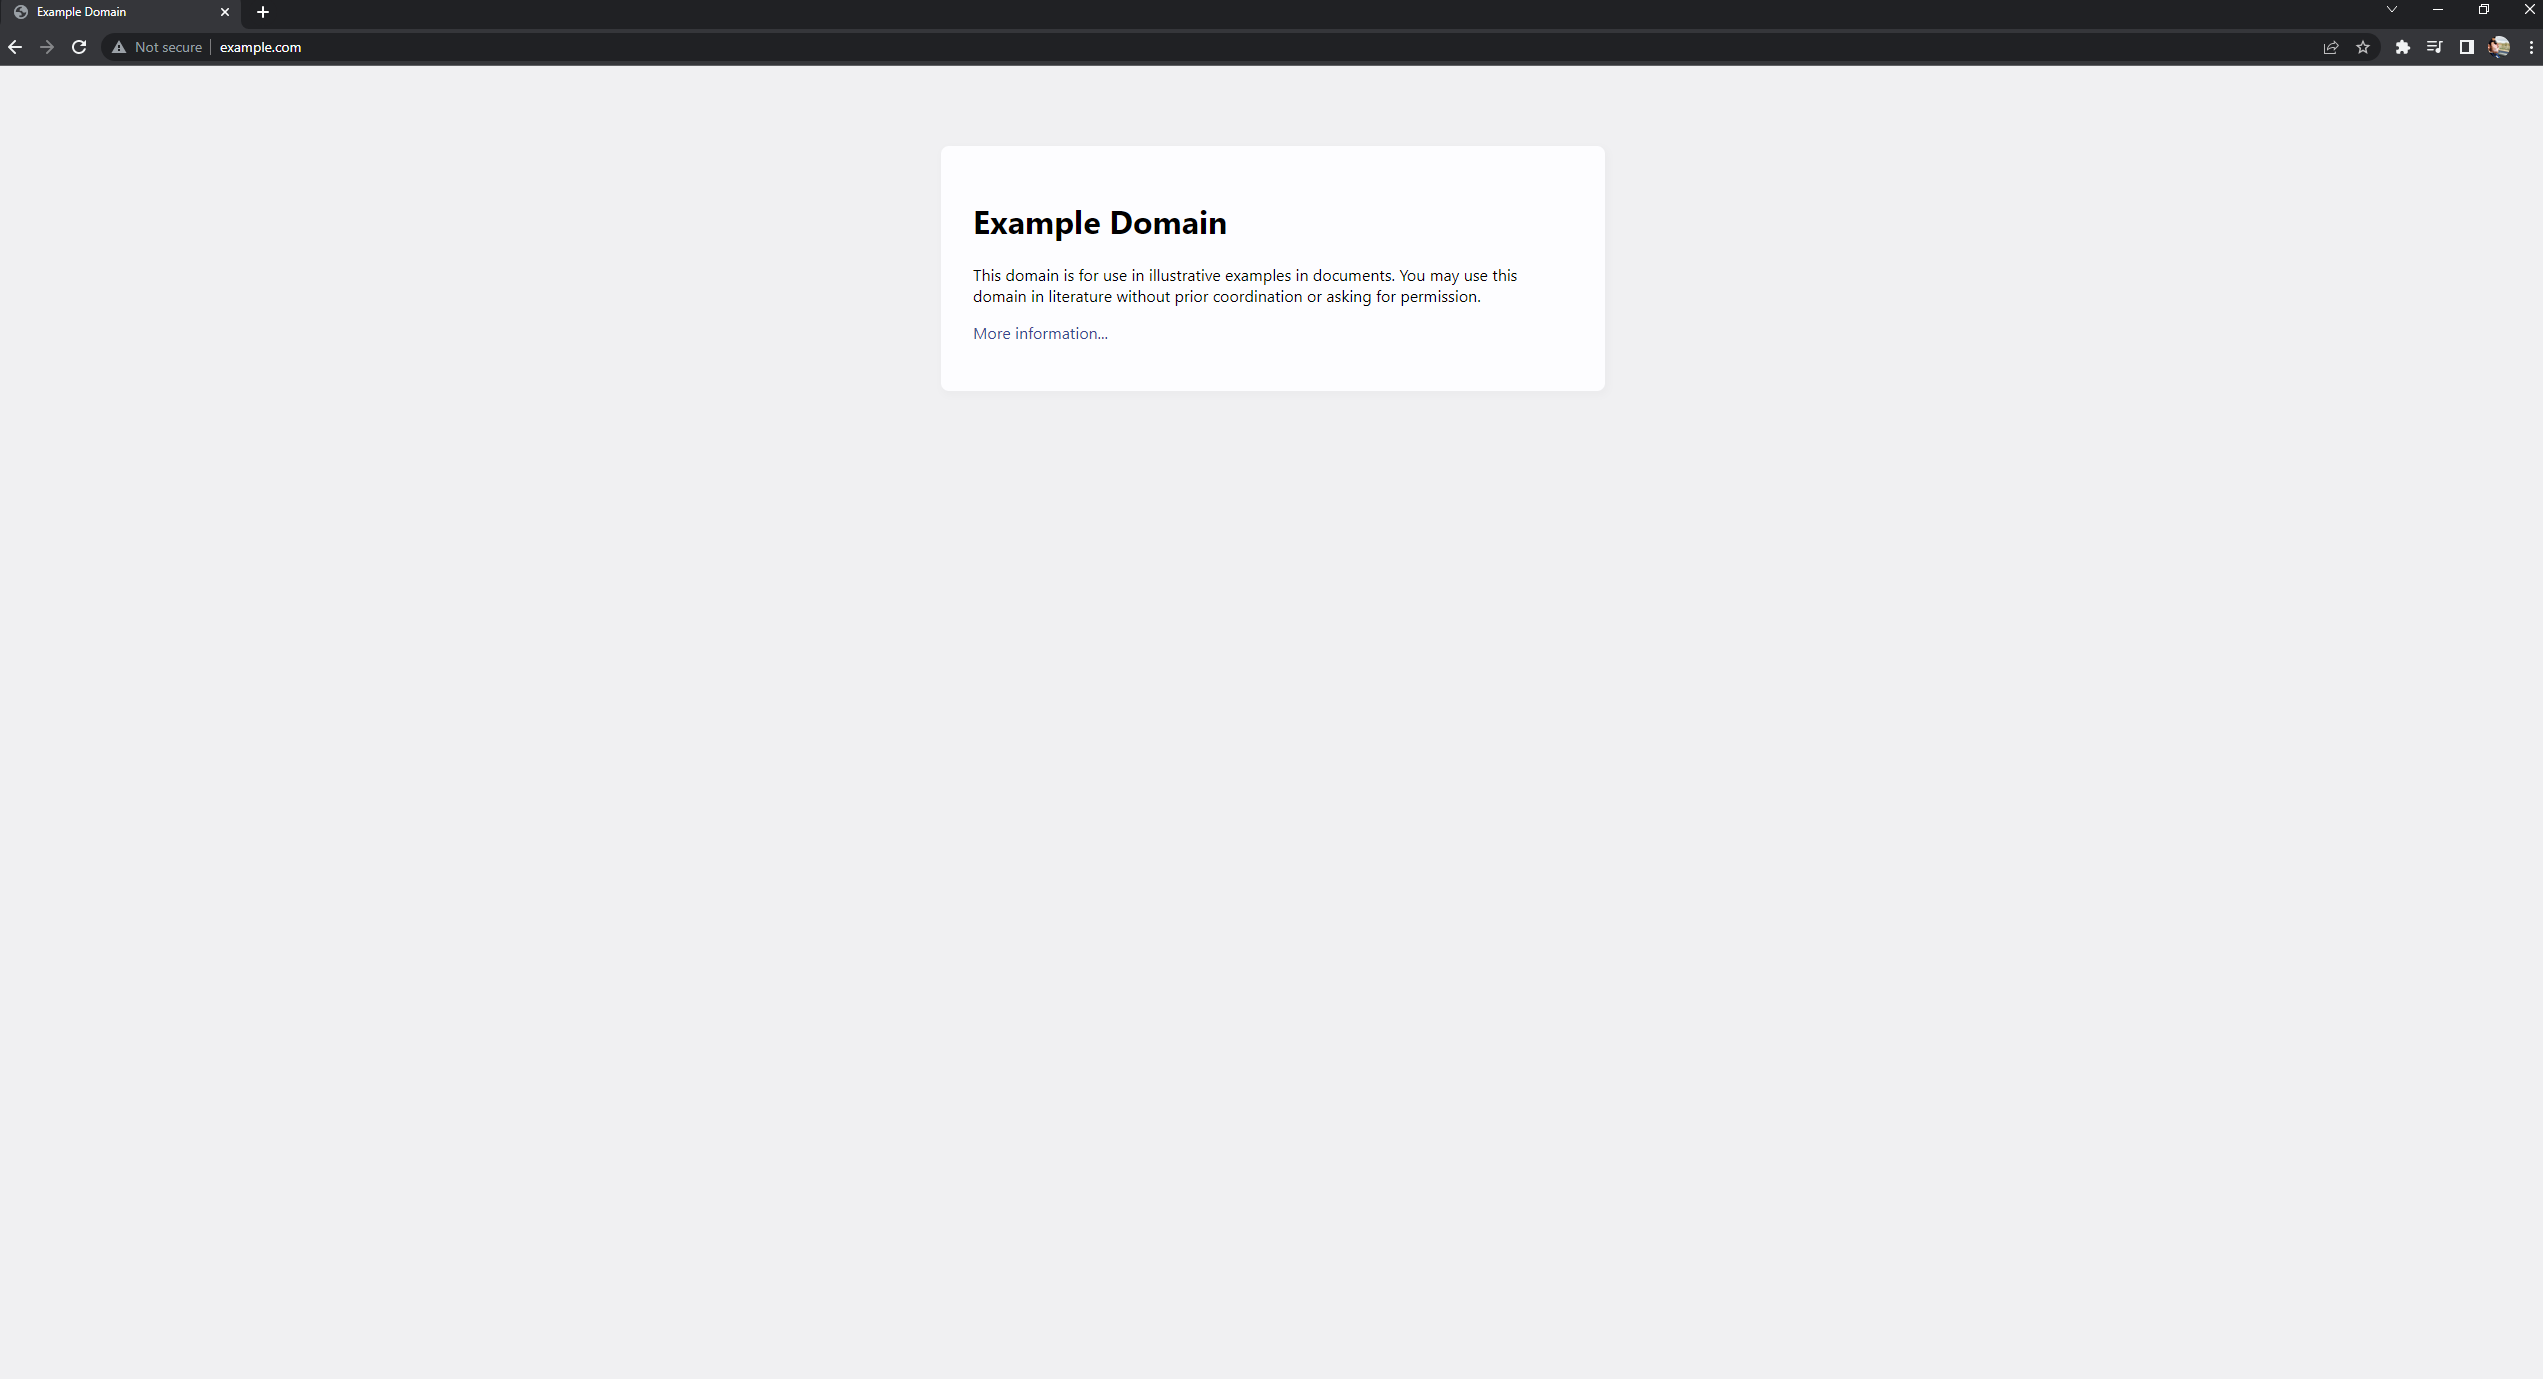 Example Domain
Not secure
example.com
Example Domain
This domain is for use in illustrative examples in documents. You may use this
domain in literature without prior coordination or asking for permission.
More information...